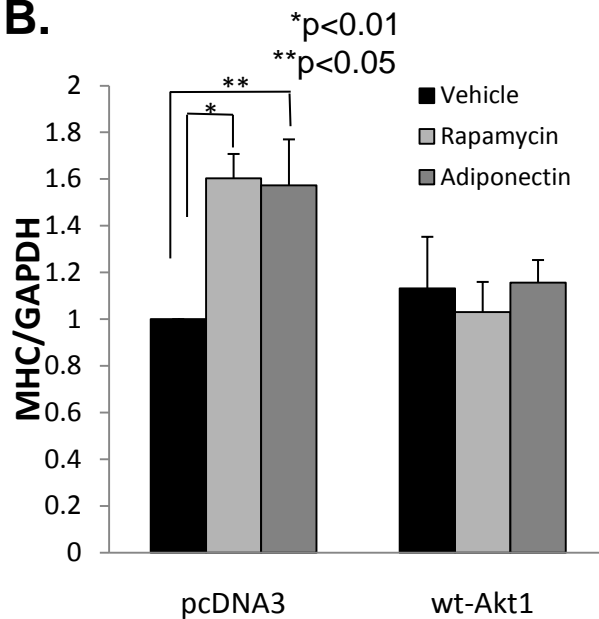 B.
*p<0.01
**p<0.05
**
*
Vehicle
Rapamycin
Adiponectin
MHC/GAPDH
2
1.8
1.6
1.4
1.2
1
0.8
0.6
0.4
0.2
0
pcDNA3 wt-Akt1